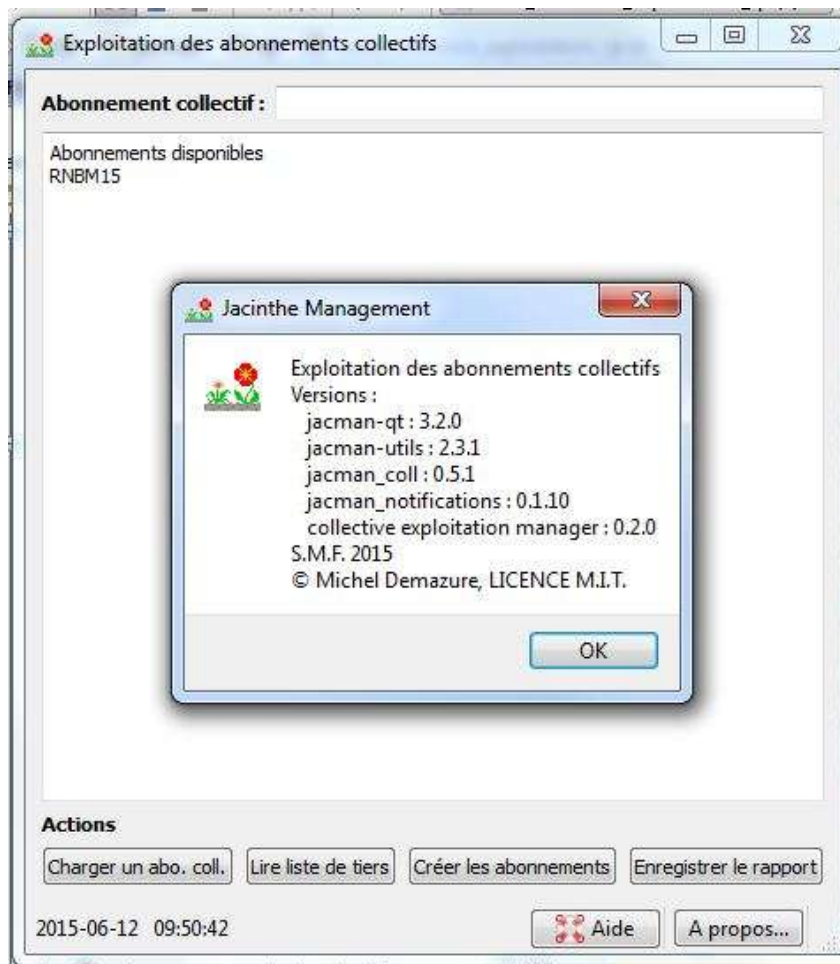 Exploitation des abonnements collectifs
Abonnement collectif :
Abonnements disponibles
RNBM15
Jacinthe Management
Exploitation des abonnements collectifs
Versions :
jacman-qt : 3.2.0
jacman-utils : 2.3.1
jacman_coll : 0.5.1
jacman_notifications : 0.1.10
collective exploitation manager : 0.2.0
S.M.F. 2015
© Michel Demazure, LICENCE M.I.T.
OK
Actions
Charger un abo. coll. Lire liste de tiers Créer les abonnements Enregistrer le rapport
2015-06-12 09:50:42 Aide A propos...